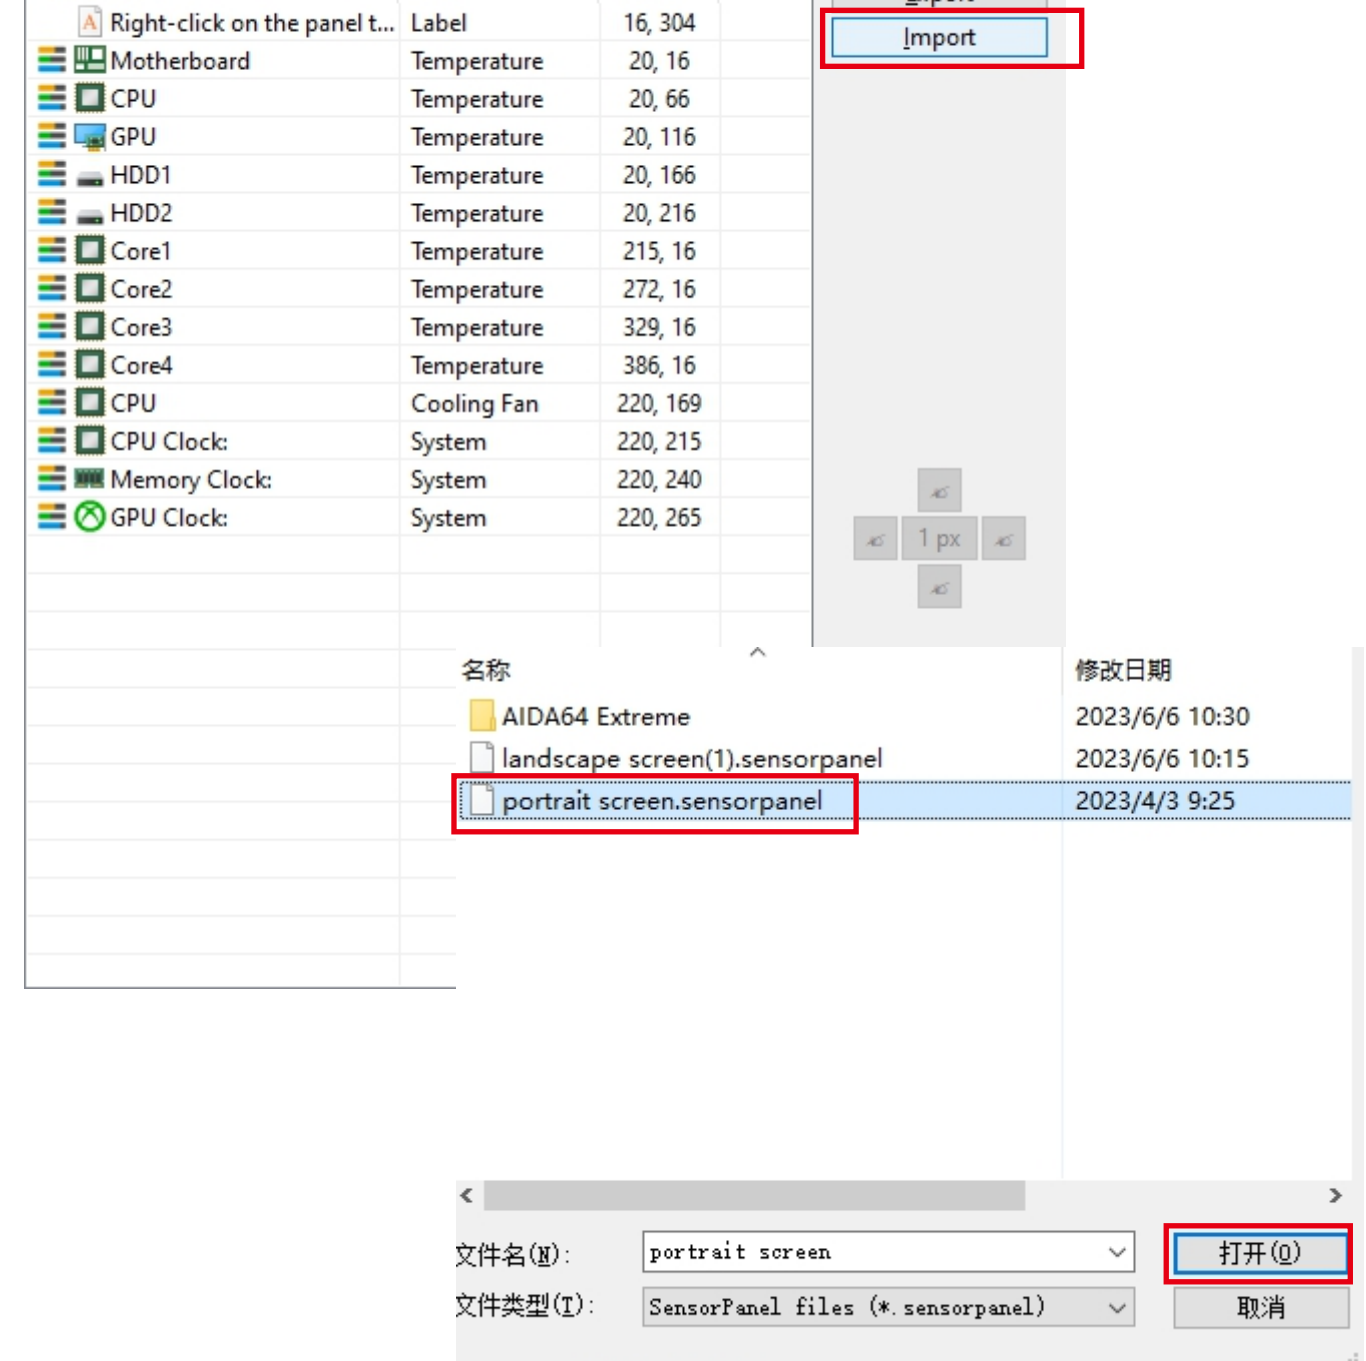 Right-click on the panel t... Label 16, 304
Import
Motherboard Temperature 20, 16
CPU Temperature 20, 66
GPU Temperature 20, 116
HDD1 Temperature 20, 166
HDD2 Temperature 20, 216
Core1 Temperature 215, 16
Core2 Temperature 272, 16
Core3 Temperature 329, 16
Core4 Temperature 386, 16
CPU Cooling Fan 220, 169
CPU Clock: System 220, 215
Memory Clock: System 220, 240
GPU Clock: System 220, 265
1 px
名称 修改日期
AIDA64 Extreme 2023/6/6 10:30
landscape screen(1).sensorpanel 2023/6/6 10:15
portrait screen.sensorpanel 2023/4/3 9:25
文件名(N): portrait screen 打开(O)
文件类型(T): SensorPanel files (*.sensorpanel) 取消